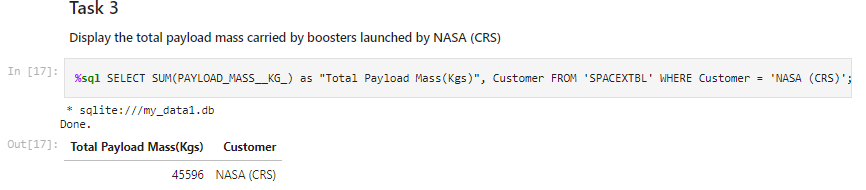 Task 3
Display the total payload mass carried by boosters launched by NASA (CRS)
In [17]: %sql SELECT SUM(PAYLOAD_MASS__KG_) as "Total Payload Mass(Kgs)", Customer FROM 'SPACEXTBL' WHERE Customer = 'NASA (CRS)';
* sqlite:///my_data1.db
Done.
Out[17]: Total Payload Mass(Kgs) Customer
45596 NASA (CRS)